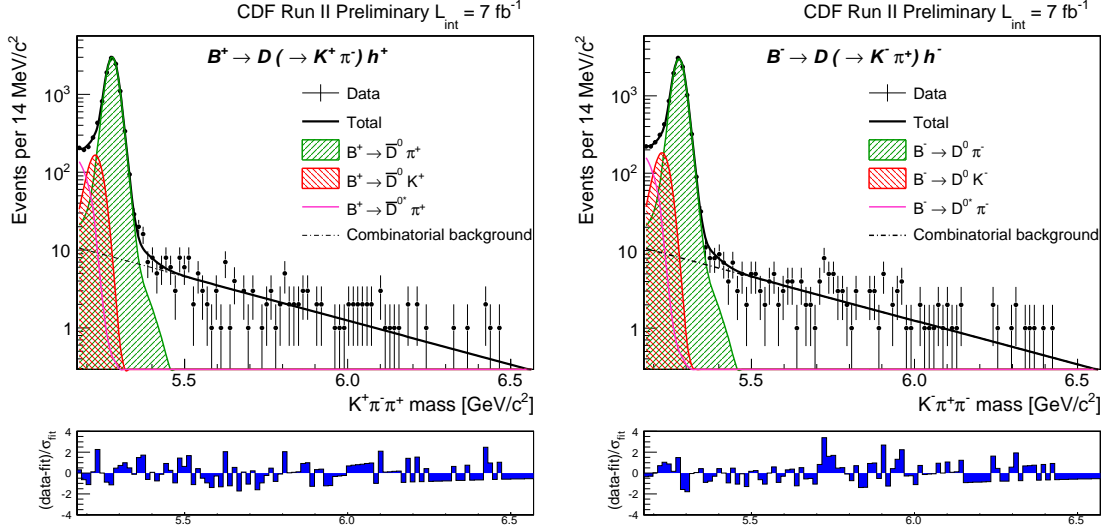 CDF Run II Preliminary L_int = 7 fb⁻¹
B⁺ → D (→ K⁺ π⁻) h⁺
Data
Total
B⁺ → D̅⁰ π⁺
B⁺ → D̅⁰ K⁺
B⁺ → D̅⁰* π⁺
Combinatorial background
Events per 14 MeV/c²
10³
10²
10
1
5.5 6.0 6.5
K⁺π⁻π⁺ mass [GeV/c²]
(data-fit)/σ_fit
4
2
0
-2
-4
5.5 6.0 6.5
CDF Run II Preliminary L_int = 7 fb⁻¹
B⁻ → D (→ K⁻ π⁺) h⁻
Data
Total
B⁻ → D⁰ π⁻
B⁻ → D⁰ K⁻
B⁻ → D⁰* π⁻
Combinatorial background
Events per 14 MeV/c²
10³
10²
10
1
5.5 6.0 6.5
K⁻π⁺π⁻ mass [GeV/c²]
(data-fit)/σ_fit
4
2
0
-2
-4
5.5 6.0 6.5